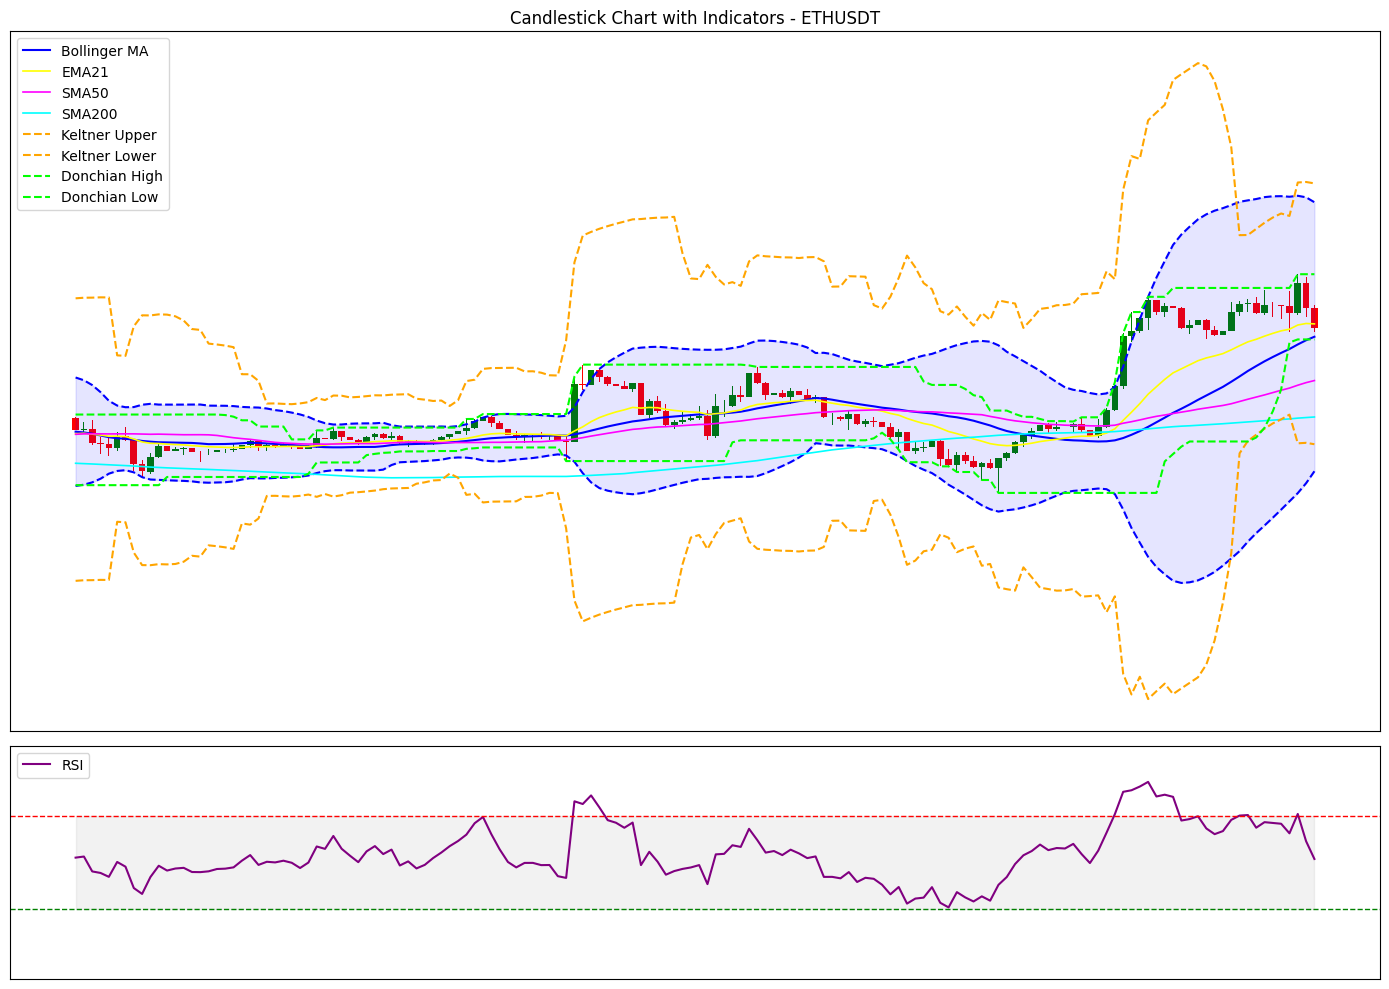 Candlestick Chart with Indicators - ETHUSDT
Bollinger MA
EMA21
SMA50
SMA200
Keltner Upper
Keltner Lower
Donchian High
Donchian Low
RSI